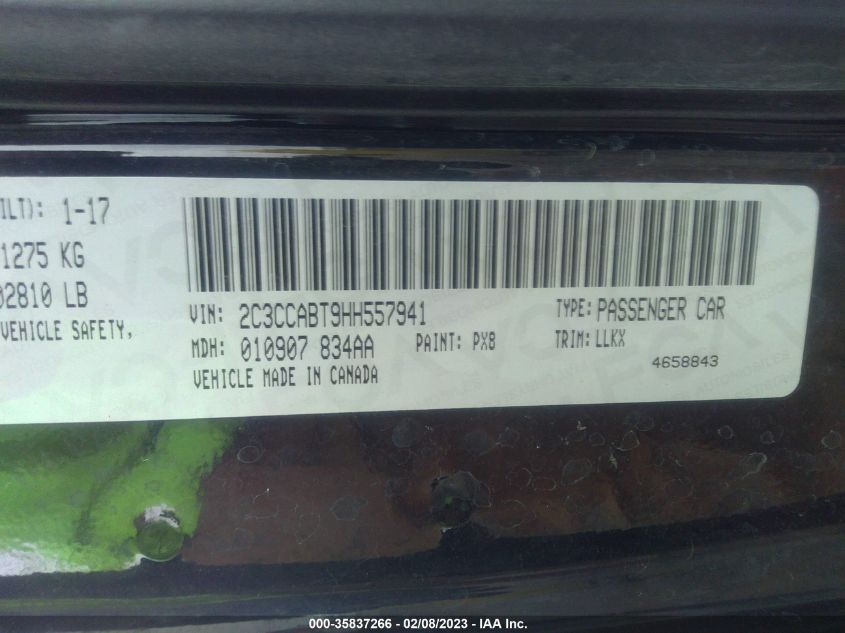 ILT): 1-17
1275 KG
02810 LB
VEHICLE SAFETY,
VIN: 2C3CCABT9HH557941 TYPE: PASSENGER CAR
MDH: 010907 834AA PAINT: PX8 TRIM: LLKX
VEHICLE MADE IN CANADA 4658843
000-35837266 - 02/08/2023 - IAA Inc.